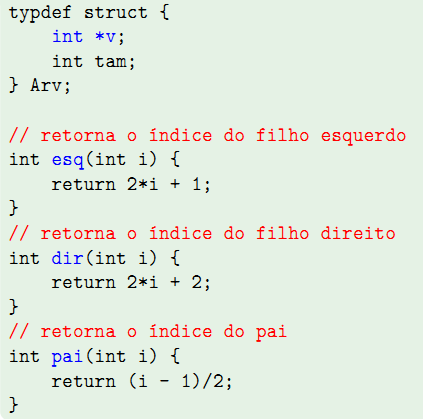 typdef struct {
    int *v;
    int tam;
} Arv;

// retorna o índice do filho esquerdo
int esq(int i) {
    return 2*i + 1;
}
// retorna o índice do filho direito
int dir(int i) {
    return 2*i + 2;
}
// retorna o índice do pai
int pai(int i) {
    return (i - 1)/2;
}